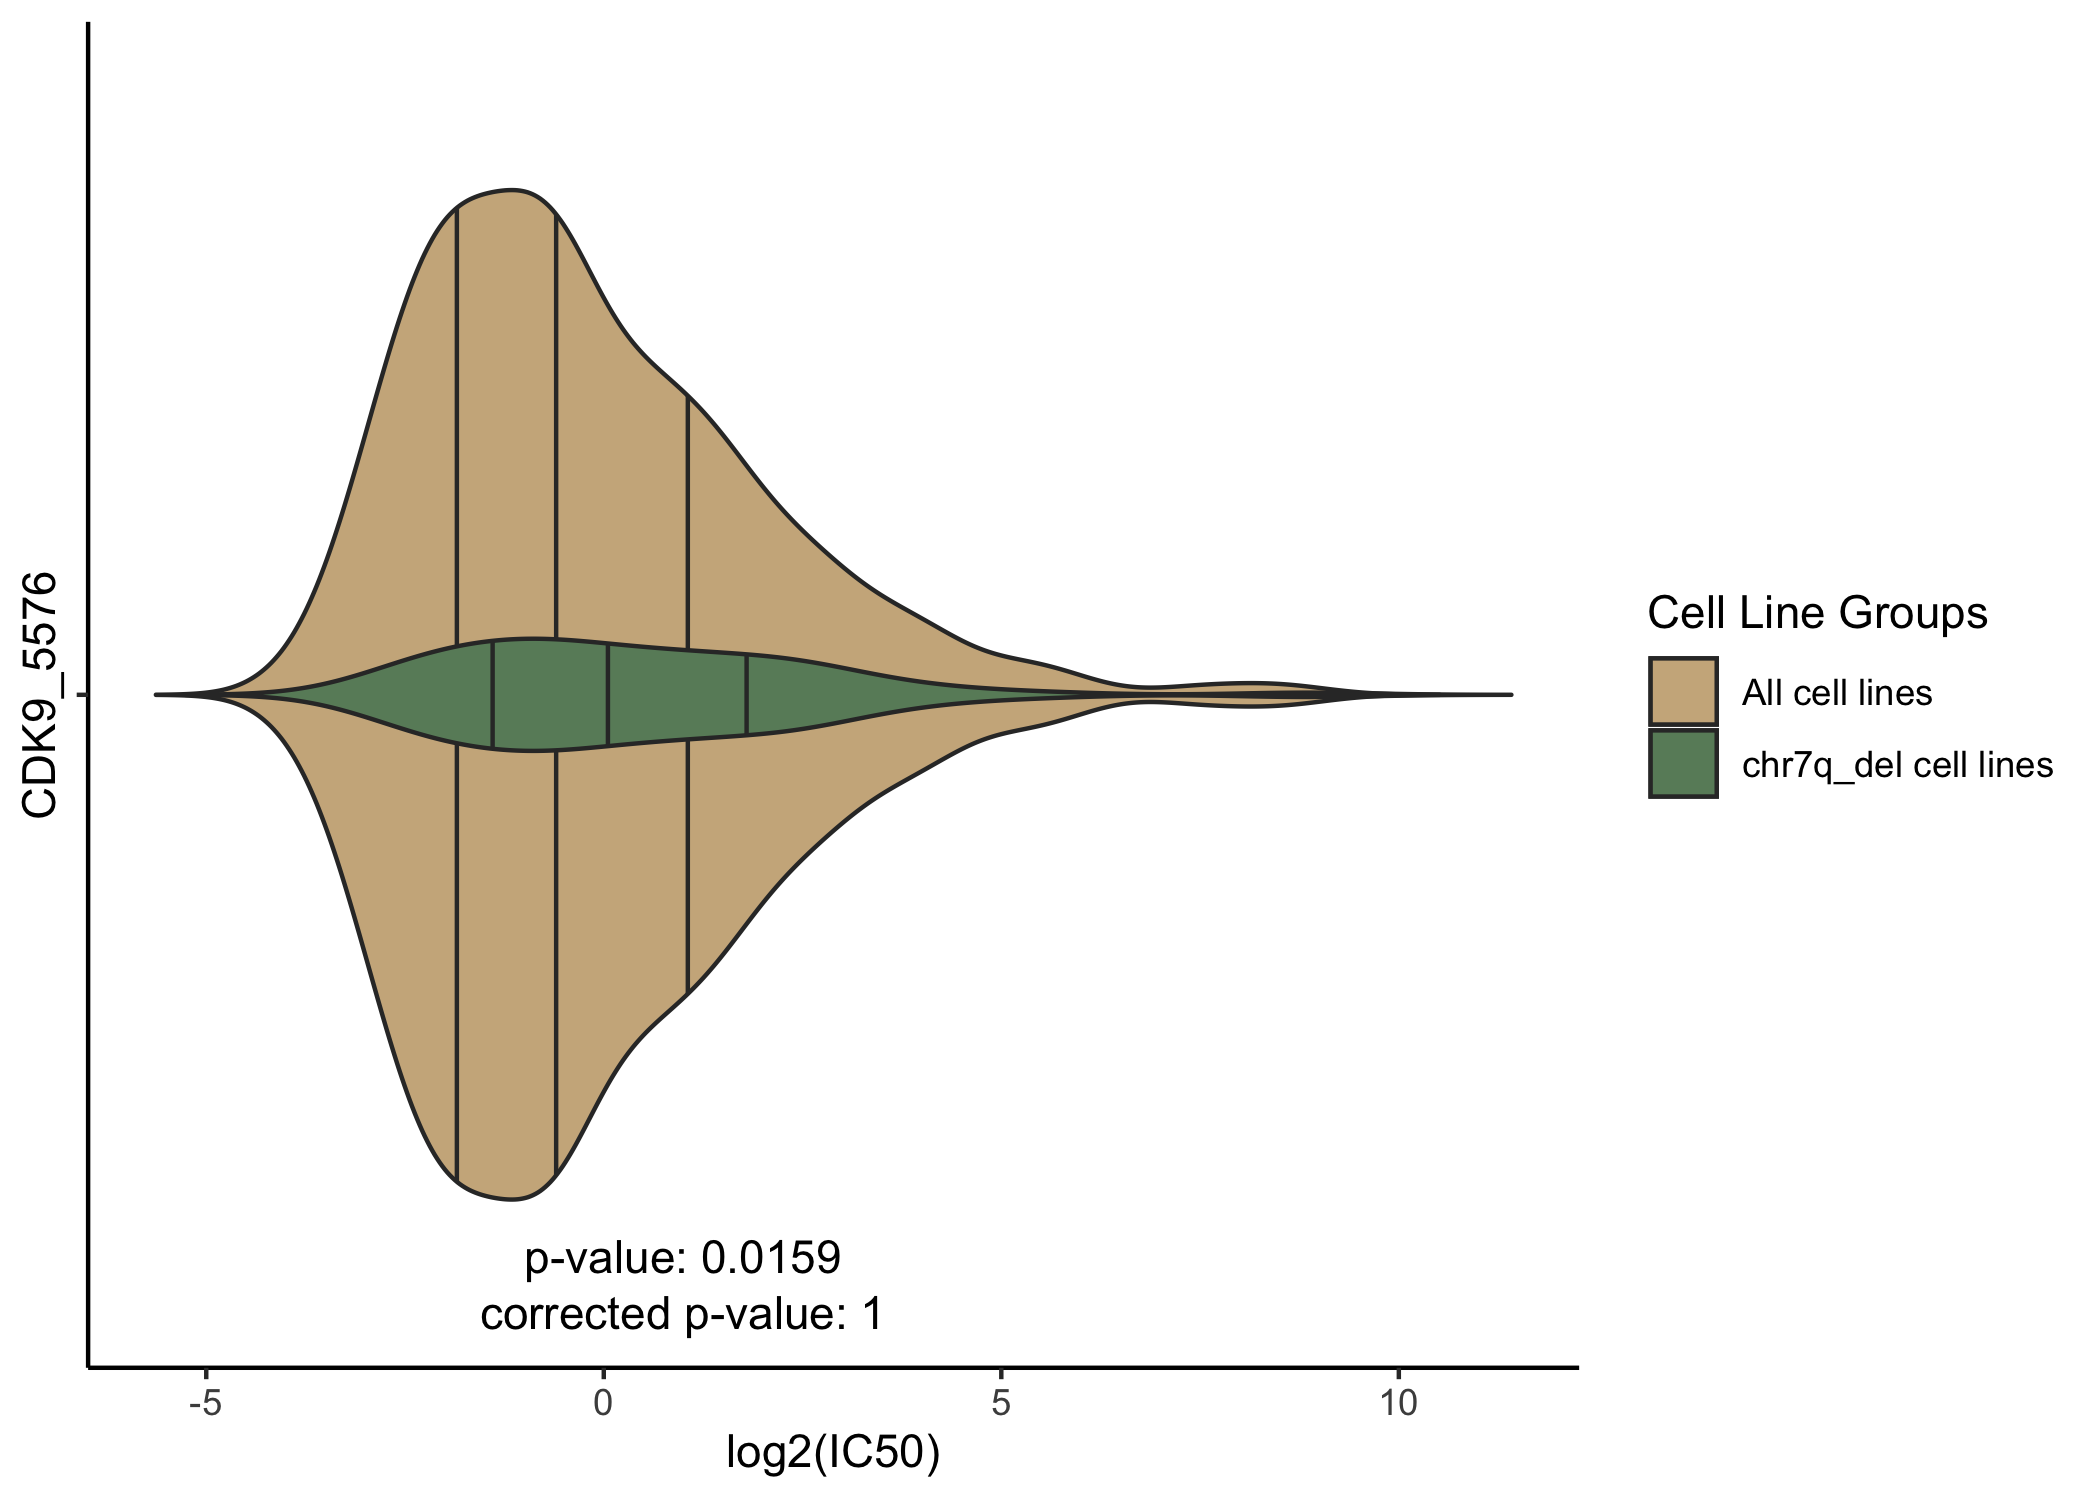 CDK9_5576
p-value: 0.0159
corrected p-value: 1
-5
0
5
10
log2(IC50)
Cell Line Groups
All cell lines
chr7q_del cell lines